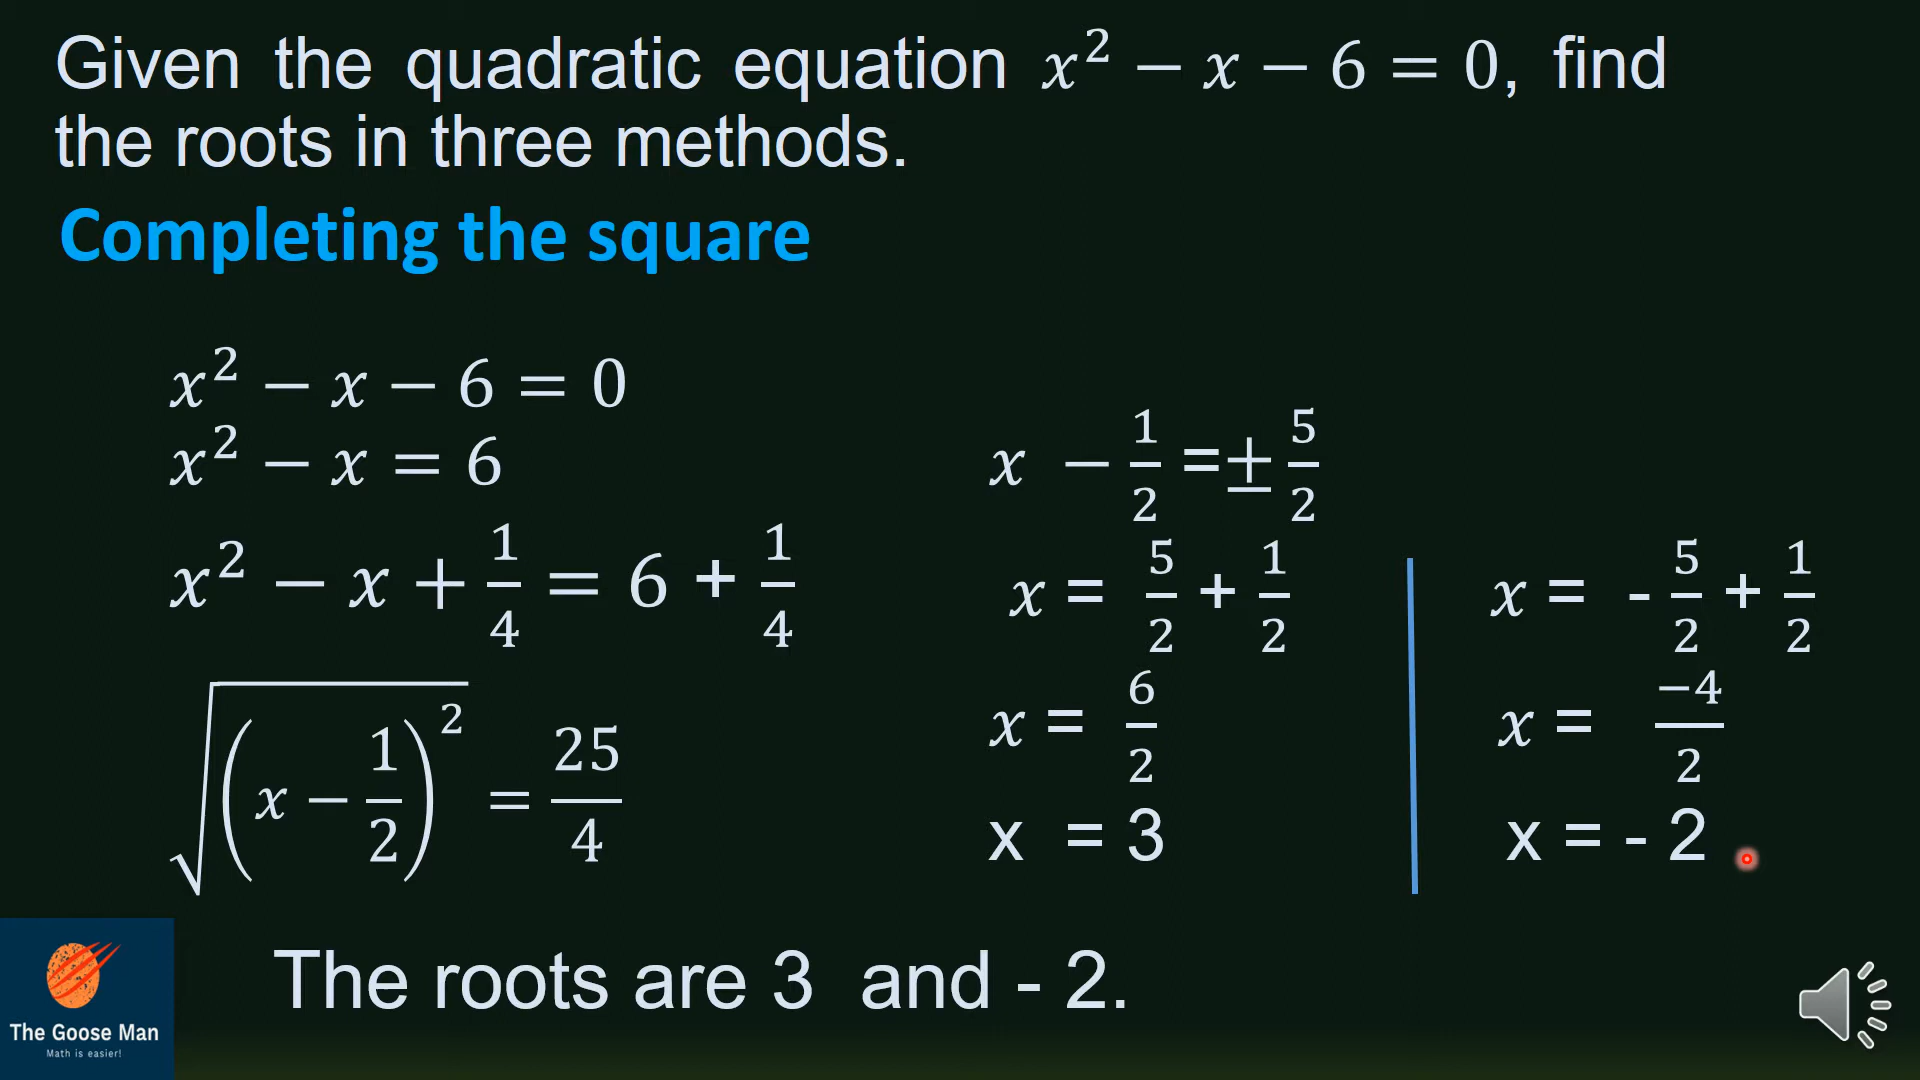 Given the quadratic equation x² − x − 6 = 0, find
the roots in three methods.
Completing the square
x² − x − 6 = 0
x² − x = 6
x² − x + 1/4 = 6 + 1/4
√(x − 1/2)² = 25/4
x − 1/2 =± 5/2
x = 5/2 + 1/2
x = 6/2
x = 3
x = - 5/2 + 1/2
x = −4/2
x = - 2
The roots are 3 and - 2.
The Goose Man
Math is easier!